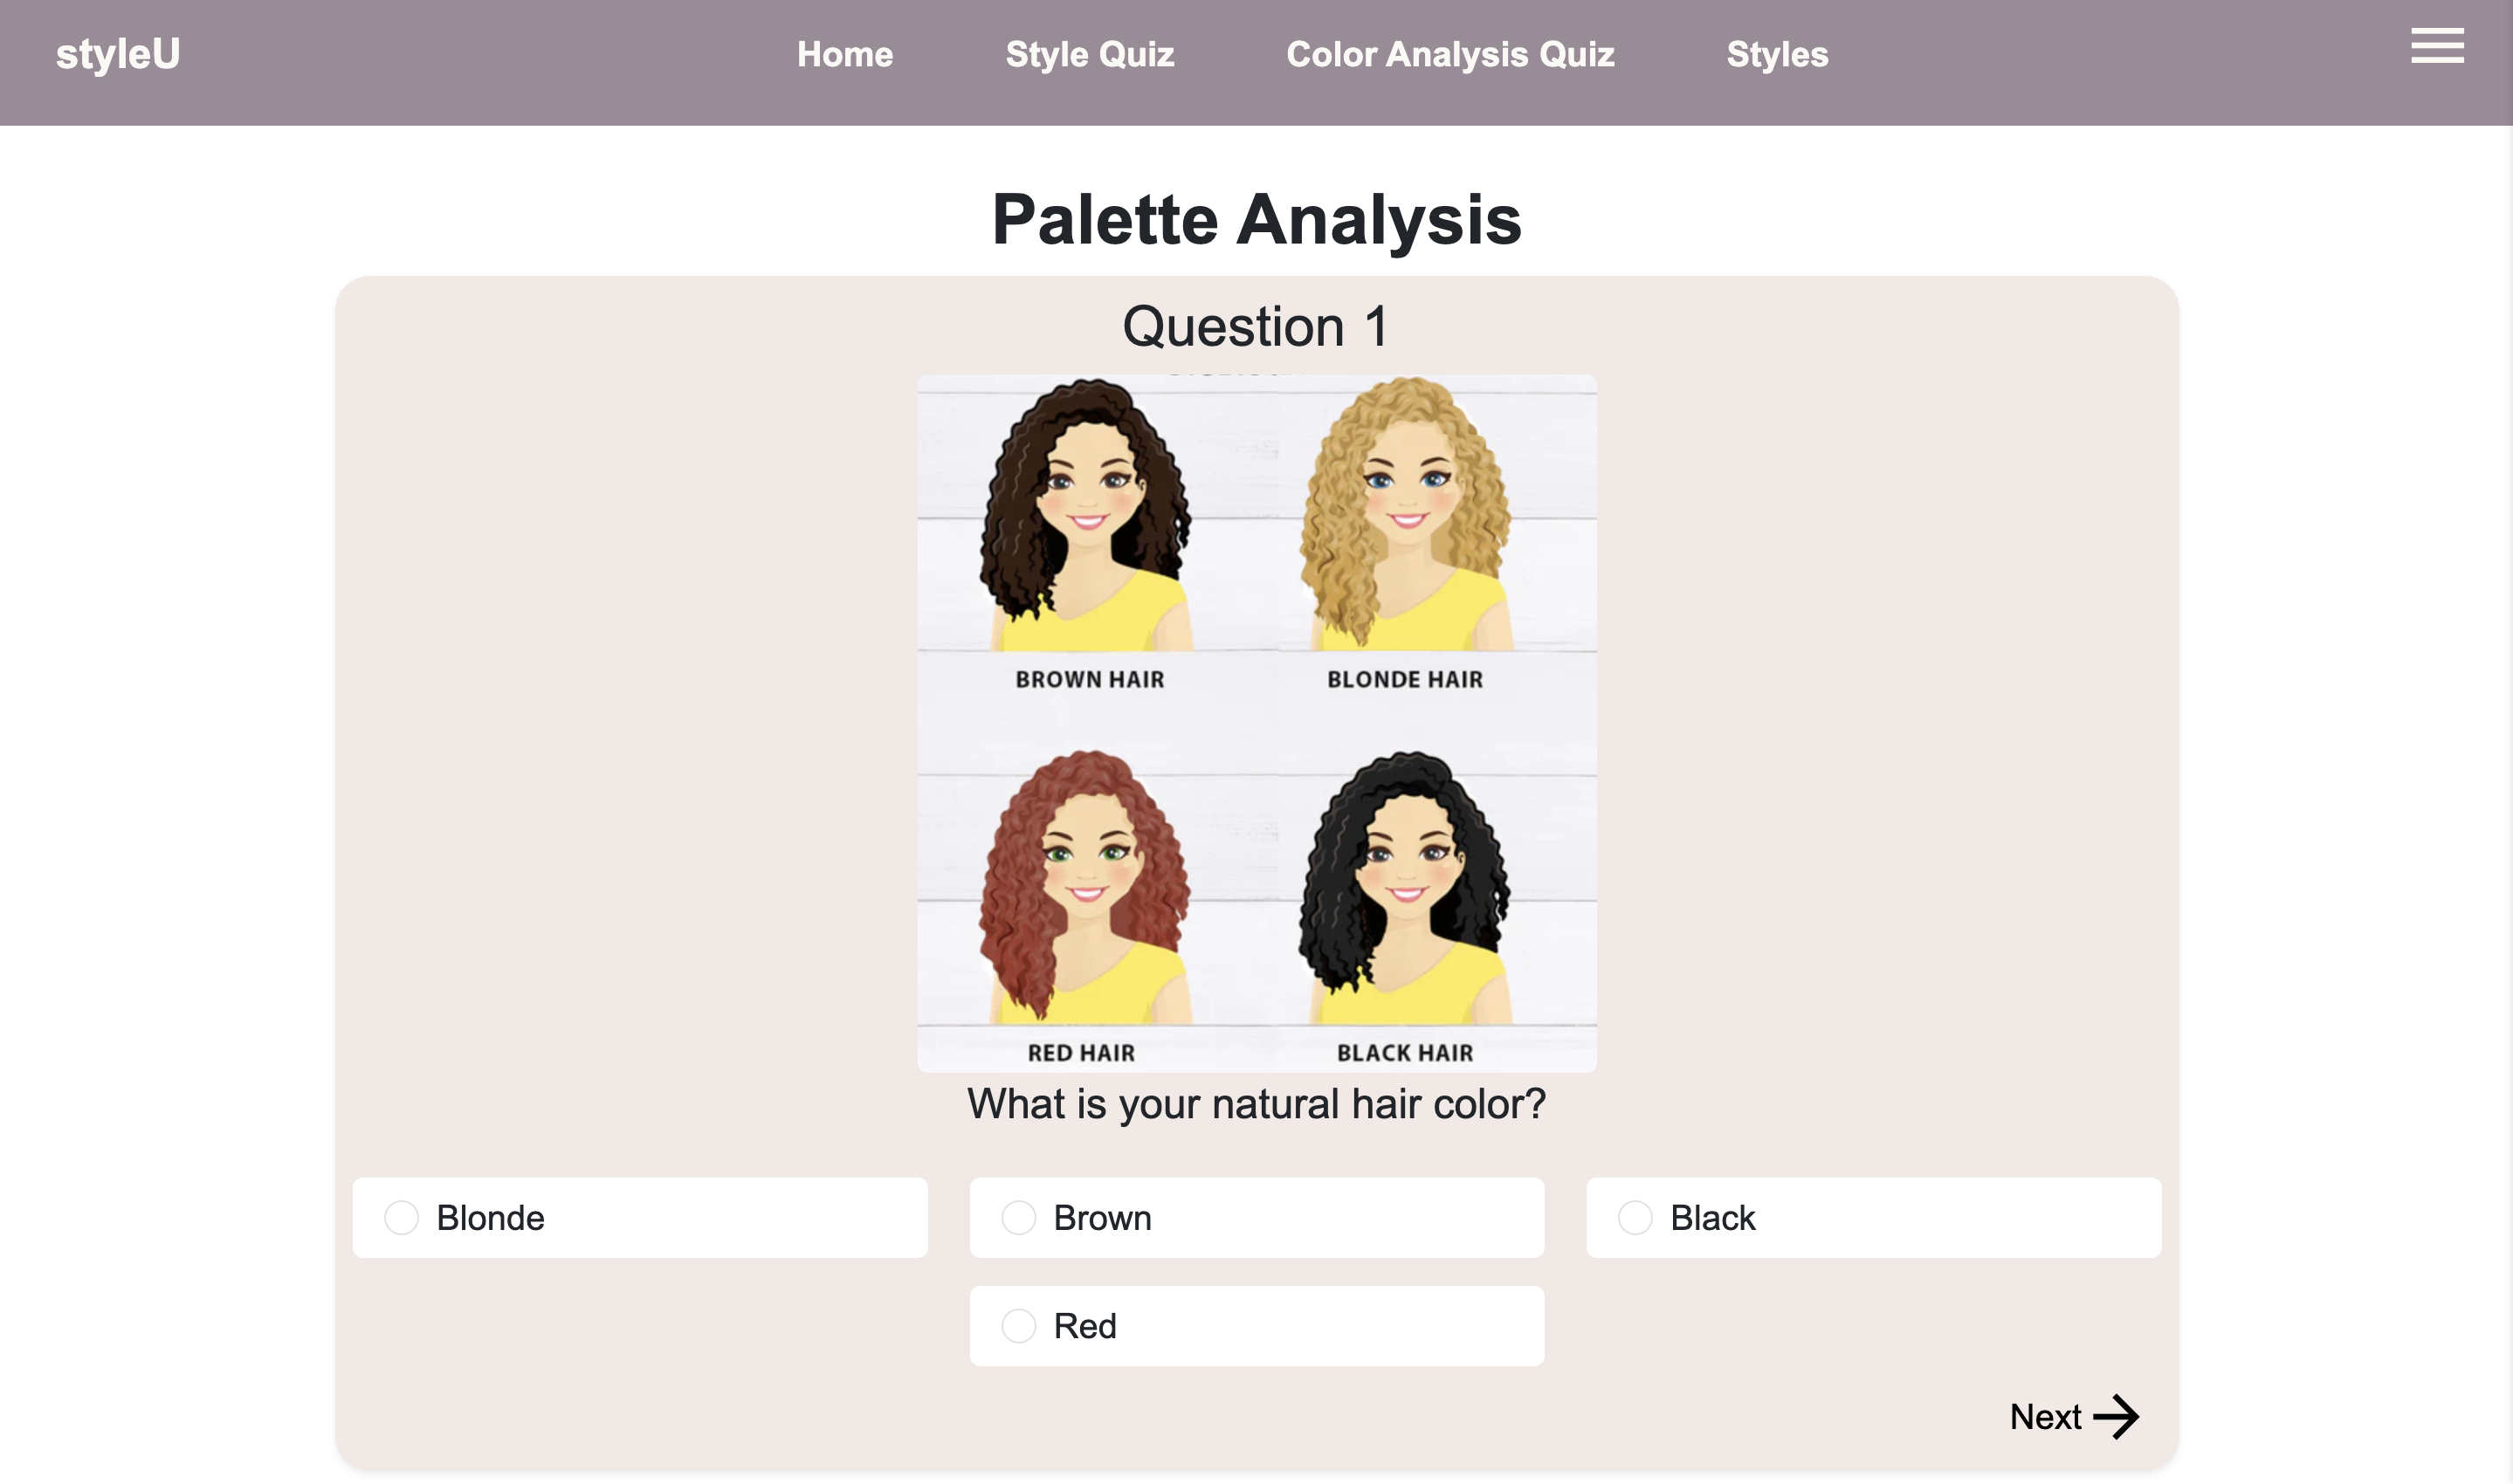 styleU
Home
Style Quiz
Color Analysis Quiz
Styles
Palette Analysis
Question 1
BROWN HAIR
BLONDE HAIR
RED HAIR
BLACK HAIR
What is your natural hair color?
Blonde
Brown
Black
Red
Next